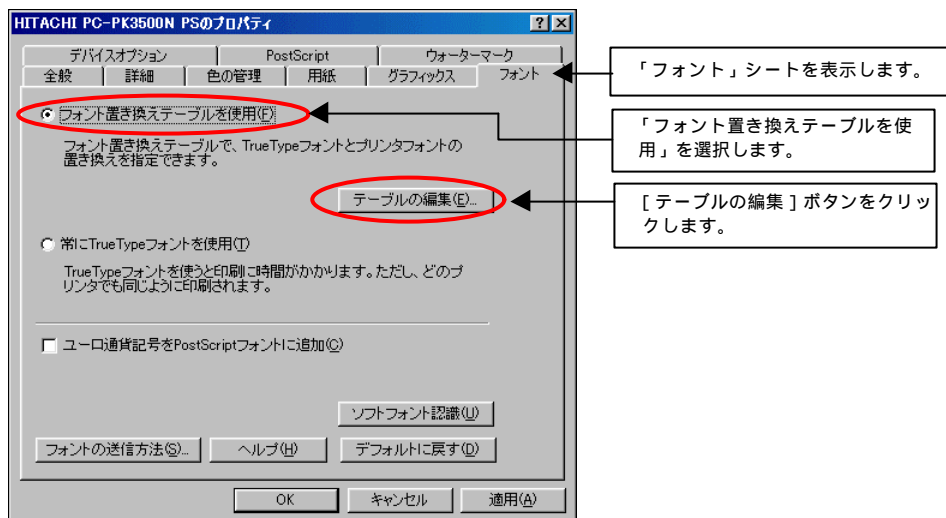 HITACHI PC-PK3500N PSのプロパティ
デバイスオプション
PostScript
ウォーターマーク
全般
詳細
色の管理
用紙
グラフィックス
フォント
フォント置き換えテーブルを使用(F)
フォント置き換えテーブルで、TrueTypeフォントとプリンタフォントの
置き換えを指定できます。
テーブルの編集(E)...
常にTrueTypeフォントを使用(T)
TrueTypeフォントを使うと印刷に時間がかかります。ただし、どのプ
リンタでも同じように印刷されます。
ユーロ通貨記号をPostScriptフォントに追加(C)
ソフトフォント認識(U)
フォントの送信方法(S)...
ヘルプ(H)
デフォルトに戻す(D)
OK
キャンセル
適用(A)
「フォント」シートを表示します。
「フォント置き換えテーブルを使
用」を選択します。
[ テーブルの編集 ] ボタンをクリッ
クします。